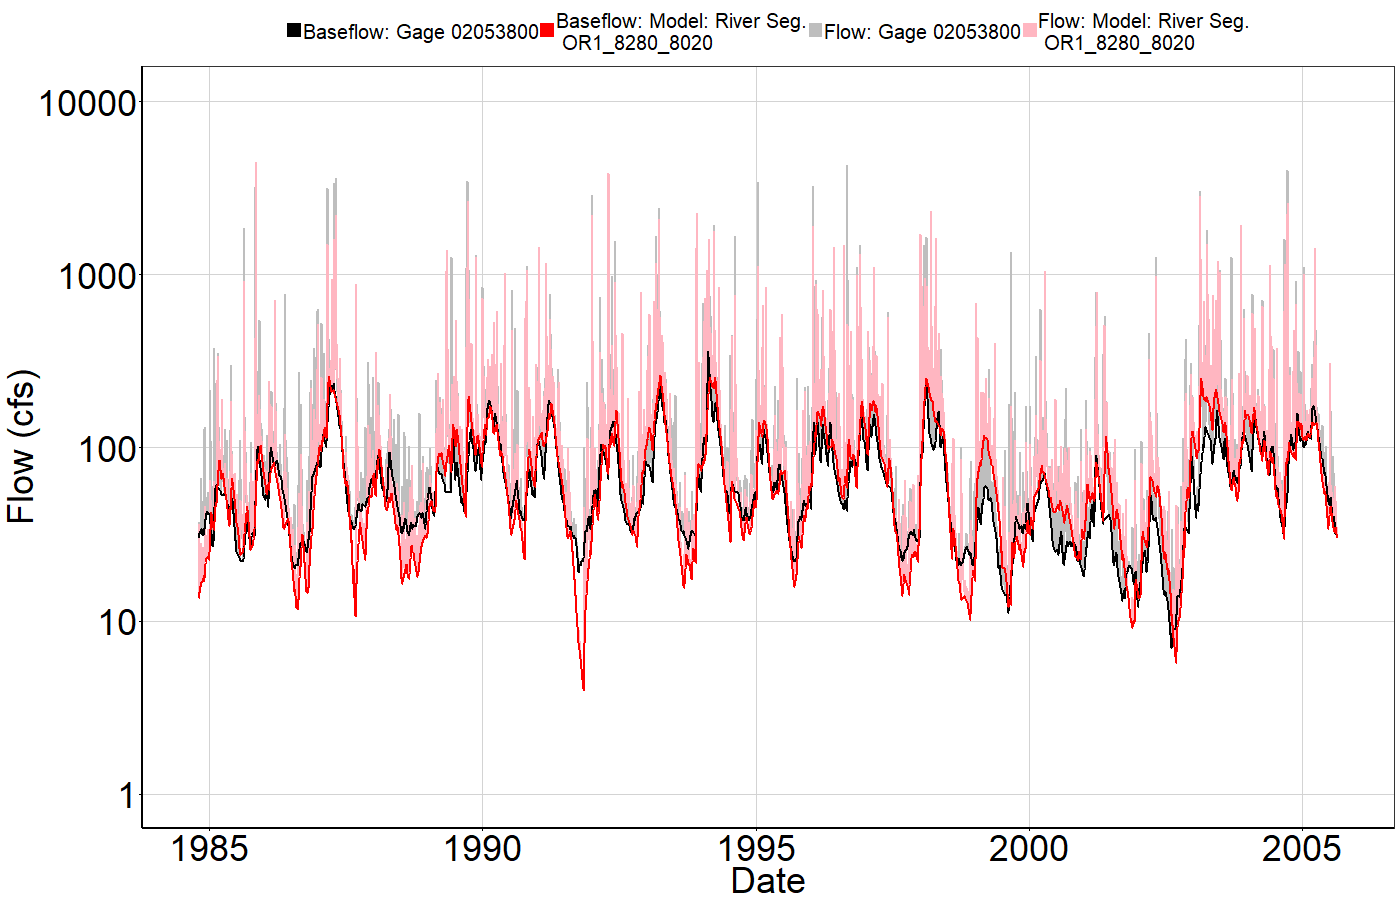 Baseflow: Gage 02053800
Baseflow: Model: River Seg.
OR1_8280_8020
Flow: Gage 02053800
Flow: Model: River Seg.
OR1_8280_8020
10000
1000
100
10
1
Flow (cfs)
1985
1990
1995
2000
2005
Date